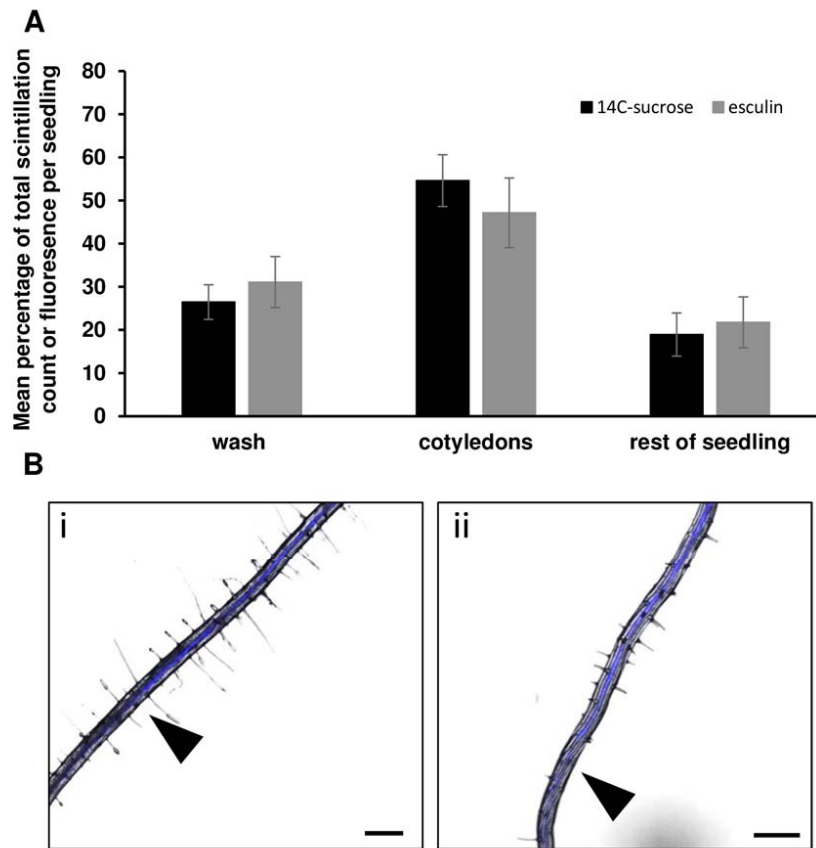 A
Mean percentage of total scintillation
count or fluoresence per seedling
80
70
60
50
40
30
20
10
0
14C-sucrose esculin
wash cotyledons rest of seedling
B
i
ii